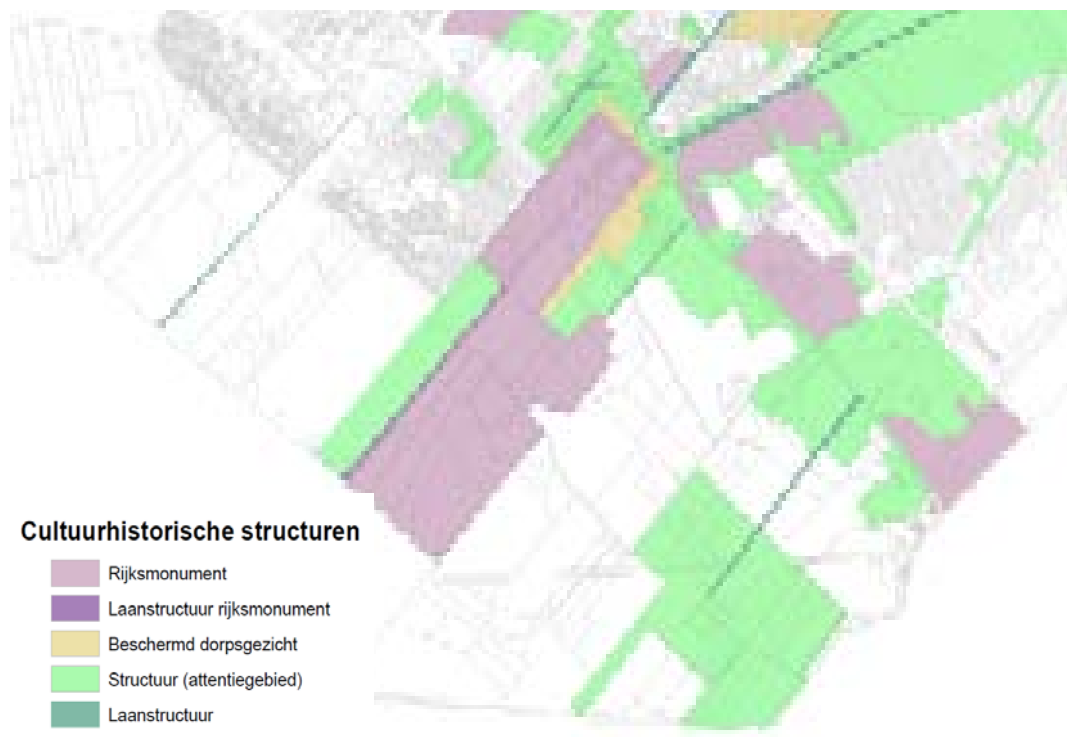 Cultuurhistorische structuren
Rijksmonument
Laanstructuur rijksmonument
Beschermd dorpsgezicht
Structuur (attentiegebied)
Laanstructuur